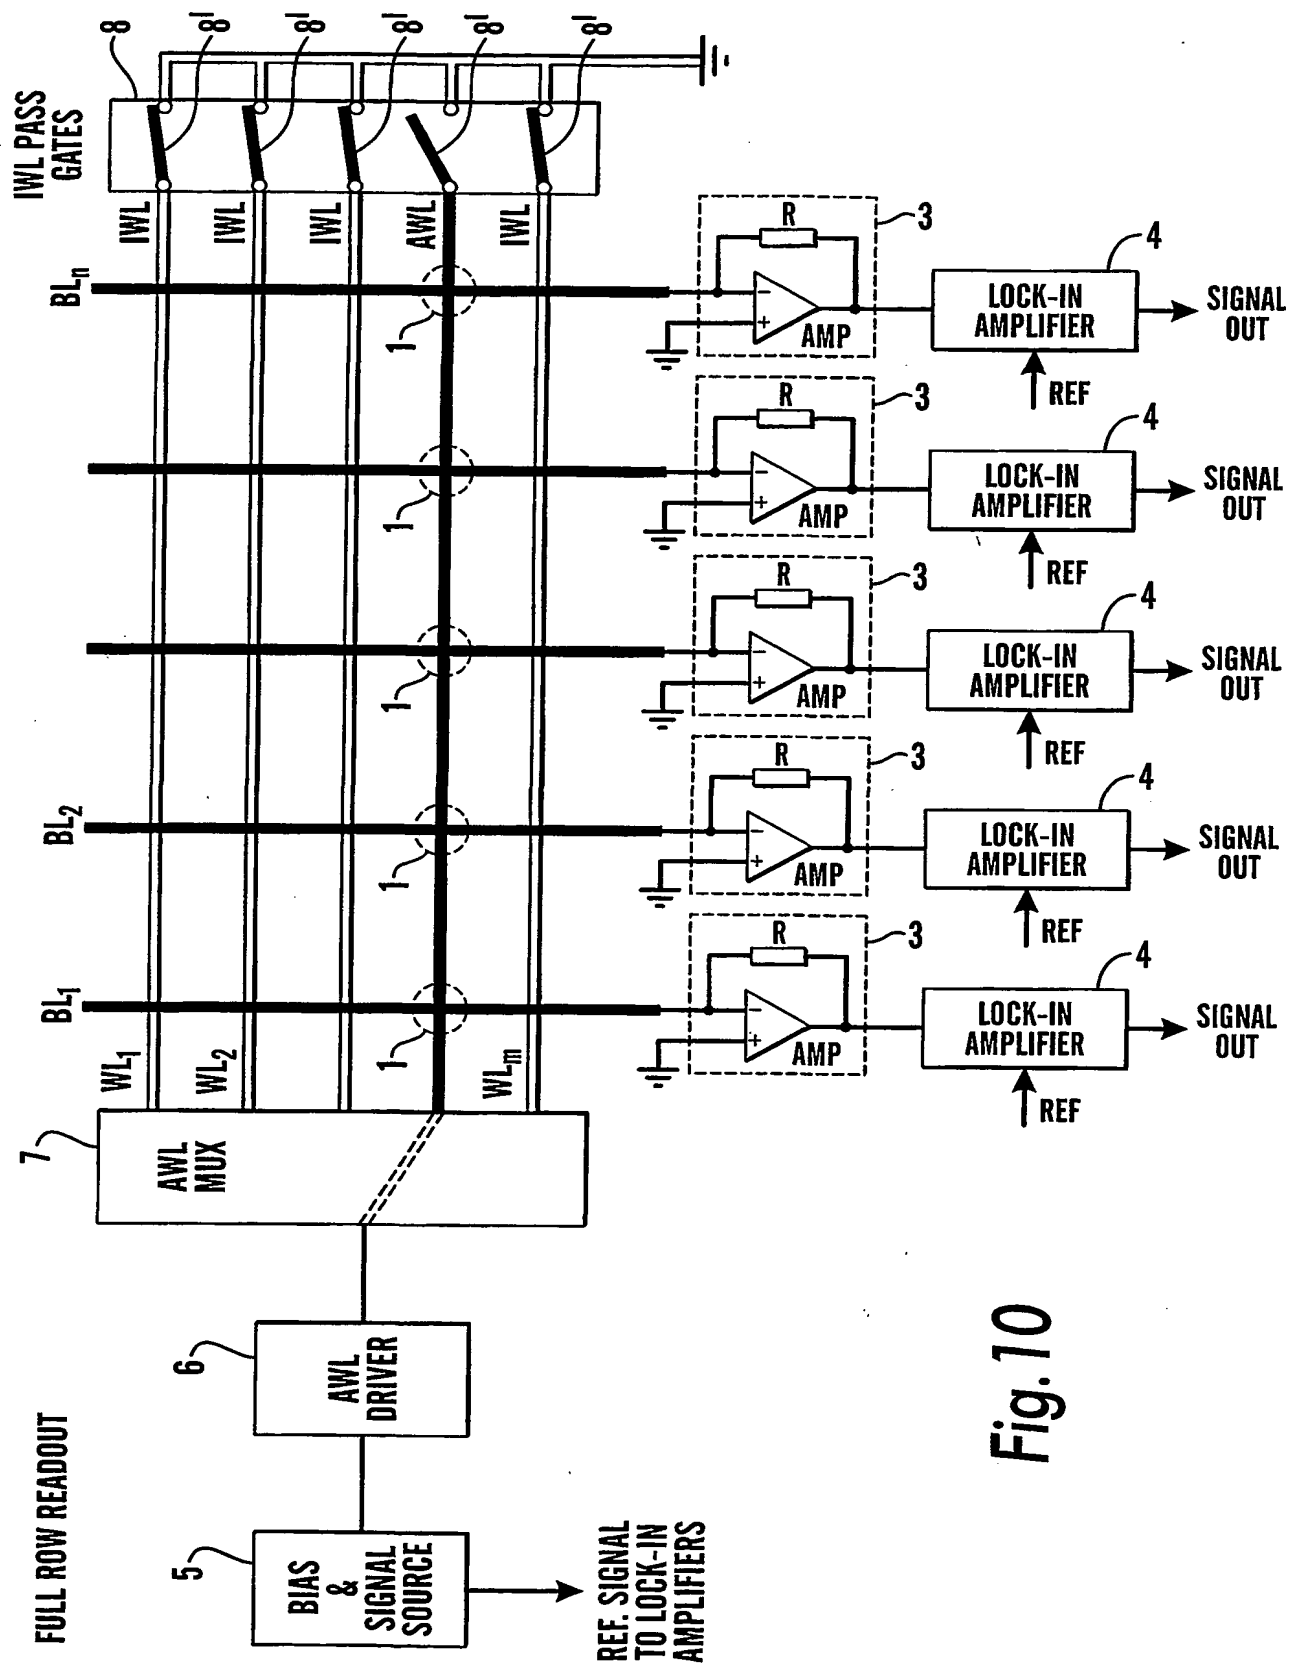 FULL ROW READOUT
5
BIAS
&
SIGNAL
SOURCE
REF. SIGNAL
TO LOCK-IN
AMPLIFIERS
6
AWL
DRIVER
7
AWL
MUX
WL1
WL2
WLm
BL1
BL2
BLn
1
1
1
1
1
IWL
IWL
IWL
AWL
IWL
IWL PASS
GATES
8
8'
8'
8'
8'
8'
R
AMP
3
LOCK-IN
AMPLIFIER
4
REF
SIGNAL
OUT
R
AMP
3
LOCK-IN
AMPLIFIER
4
REF
SIGNAL
OUT
R
AMP
3
LOCK-IN
AMPLIFIER
4
REF
SIGNAL
OUT
R
AMP
3
LOCK-IN
AMPLIFIER
4
REF
SIGNAL
OUT
R
AMP
3
LOCK-IN
AMPLIFIER
4
REF
SIGNAL
OUT
Fig.10